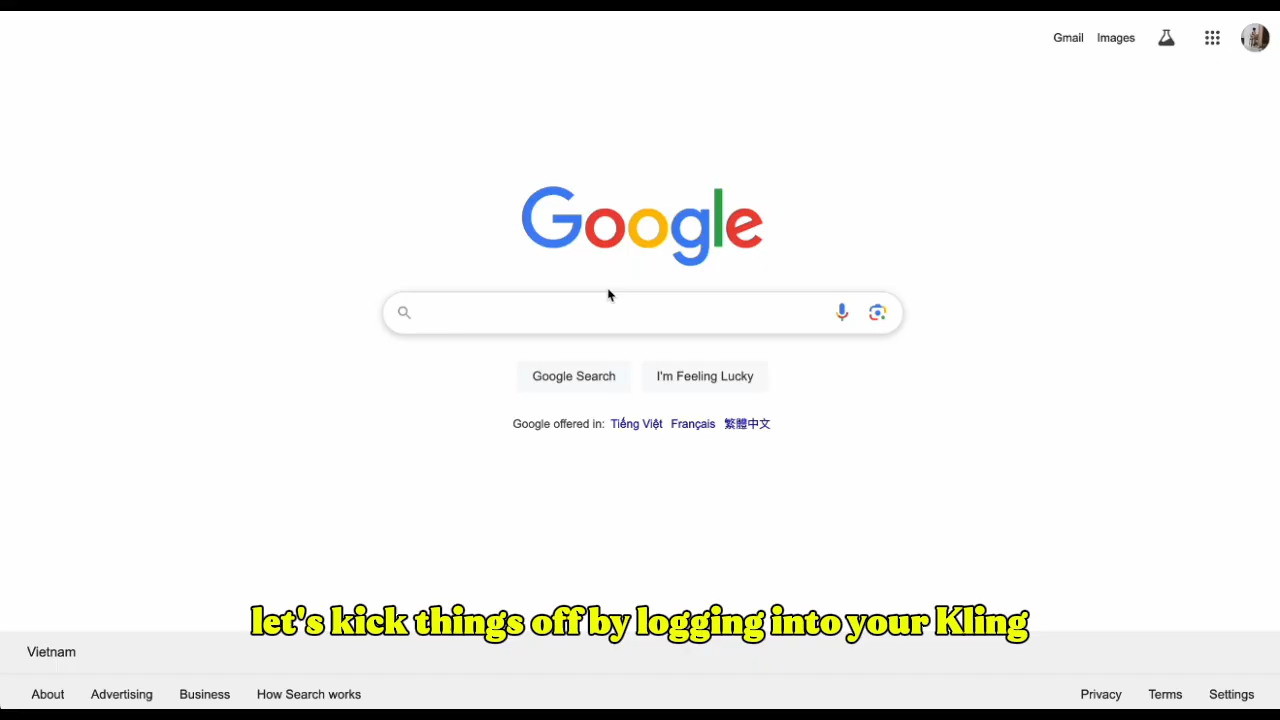 Gmail Images
Google
Google Search I'm Feeling Lucky
Google offered in: Tiếng Việt Français 繁體中文
let's kick things off by logging into your Kling
Vietnam
About Advertising Business How Search works Privacy Terms Settings